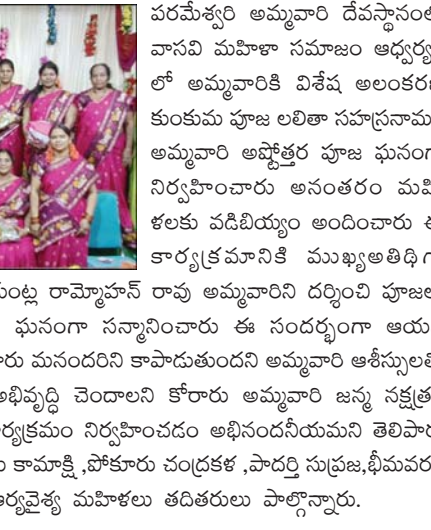 పరమేశ్వరి అమ్మవారి దేవస్థానంల
వాసవి మహిళా సమాజం ఆధ్వర్య
లో అమ్మవారికి విశేష అలంకరణ
కుంకుమ పూజ లలితా సహస్రనామ
అమ్మవారి అష్టోత్తర పూజ ఘనంగ
నిర్వహించారు అనంతరం మహి
ళలకు వడిబియ్యం అందించారు ఈ
కార్యక్రమానికి ముఖ్యఅతిథిగ
మంట్ల రామ్మోహన్ రావు అమ్మవారిని దర్శించి పూజల
ఘనంగా సన్మానించారు ఈ సందర్భంగా ఆయ
రు మనందరిని కాపాడుతుందని అమ్మవారి ఆశీస్సులత
అభివృద్ధి చెందాలని కోరారు అమ్మవారి జన్మ నక్షత్ర
ర్యక్రమం నిర్వహించడం అభినందనీయమని తెలిపార
కామాక్షి ,పోకూరు చంద్రకళ ,పాదర్తి సుప్రజ,భీమవర
ఆర్యవైశ్య మహిళలు తదితరులు పాల్గొన్నారు.